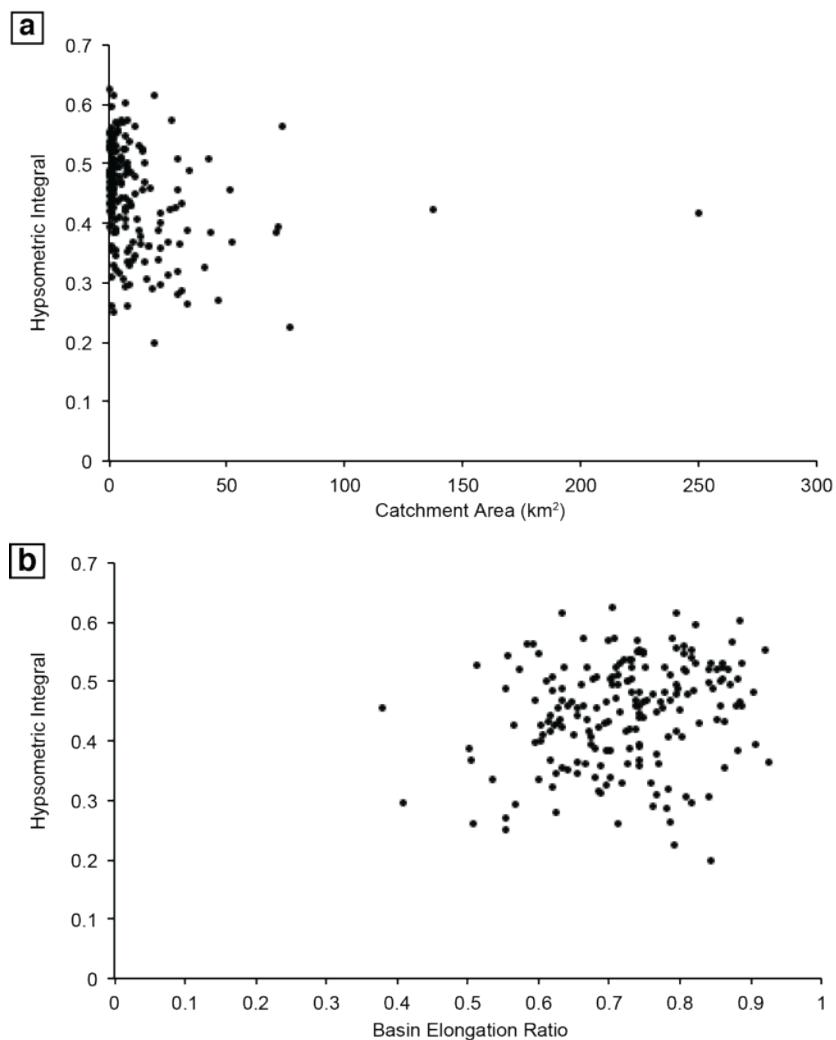 a
0.7
0.6
0.5
0.4
0.3
0.2
0.1
0
Hypsometric Integral
0 50 100 150 200 250 300
Catchment Area (km²)
b
0.7
0.6
0.5
0.4
0.3
0.2
0.1
0
Hypsometric Integral
0 0.1 0.2 0.3 0.4 0.5 0.6 0.7 0.8 0.9 1
Basin Elongation Ratio